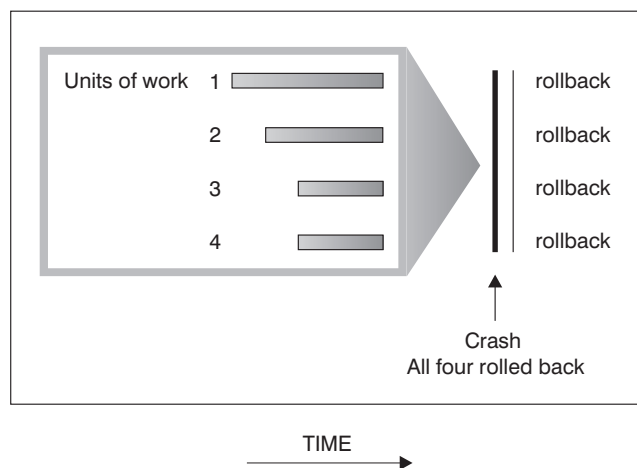 Units of work 1 rollback
2 rollback
3 rollback
4 rollback
Crash
All four rolled back
TIME